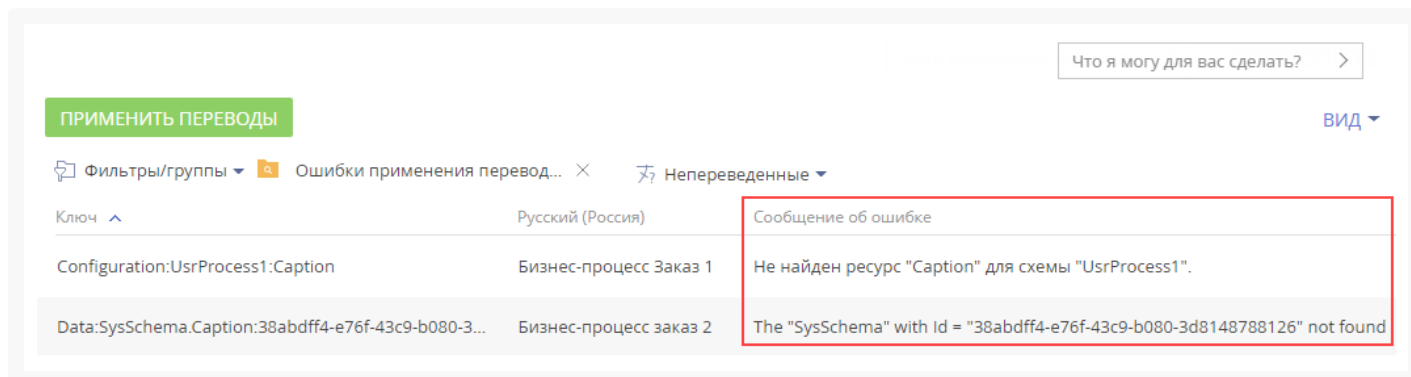 Что я могу для вас сделать?
ПРИМЕНИТЬ ПЕРЕВОДЫ ВИД
Фильтры/группы Ошибки применения перевод... Непереведенные
Ключ Русский (Россия) Сообщение об ошибке
Configuration:UsrProcess1:Caption Бизнес-процесс Заказ 1 Не найден ресурс "Caption" для схемы "UsrProcess1".
Data:SysSchema.Caption:38abdff4-e76f-43c9-b080-3... Бизнес-процесс заказ 2 The "SysSchema" with Id = "38abdff4-e76f-43c9-b080-3d8148788126" not found